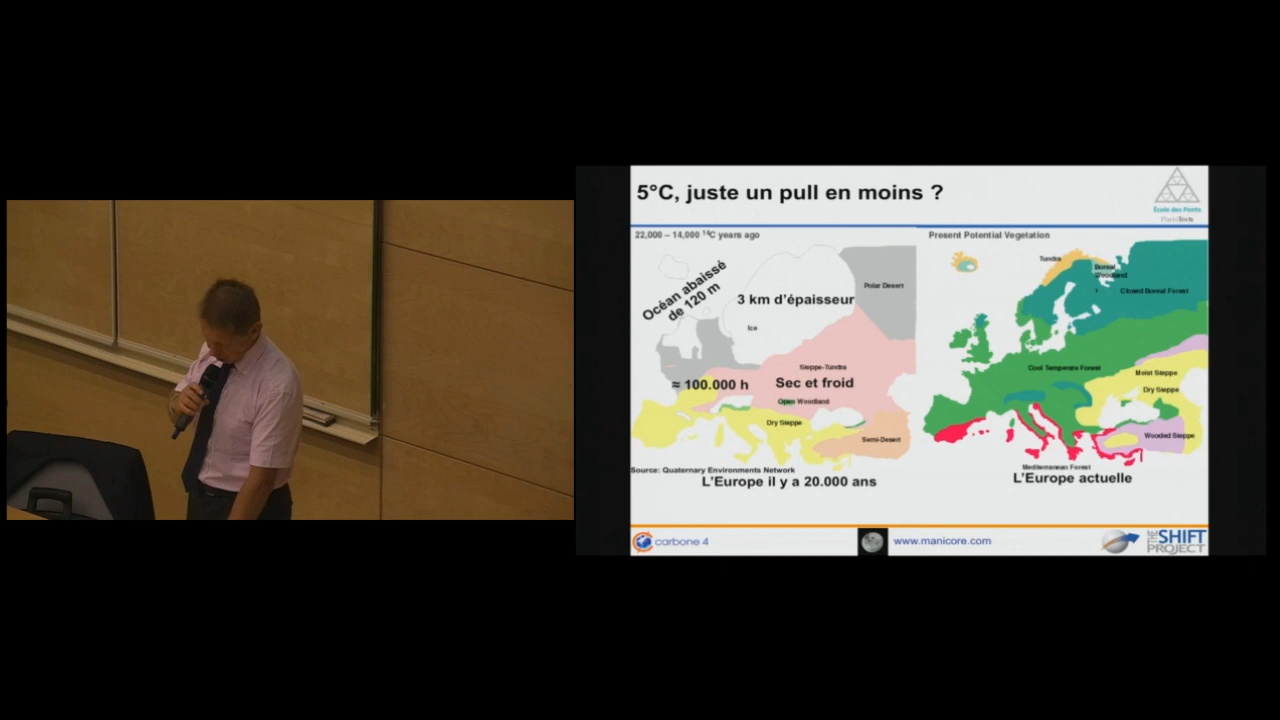 5°C, juste un pull en moins ?
École des Ponts
ParisTech
22,000 – 14,000 ¹⁴C years ago
Océan abaissé
de 120 m
3 km d'épaisseur
Polar Desert
Ice
Steppe-Tundra
≈ 100.000 h
Sec et froid
Open Woodland
Dry Steppe
Semi-Desert
Source: Quaternary Environments Network
L'Europe il y a 20.000 ans
Present Potential Vegetation
Tundra
Boreal
Woodland
Closed Boreal Forest
Cool Temperate Forest
Moist Steppe
Dry Steppe
Wooded Steppe
Mediterranean Forest
L'Europe actuelle
carbone 4
www.manicore.com
THE SHIFT
PROJECT